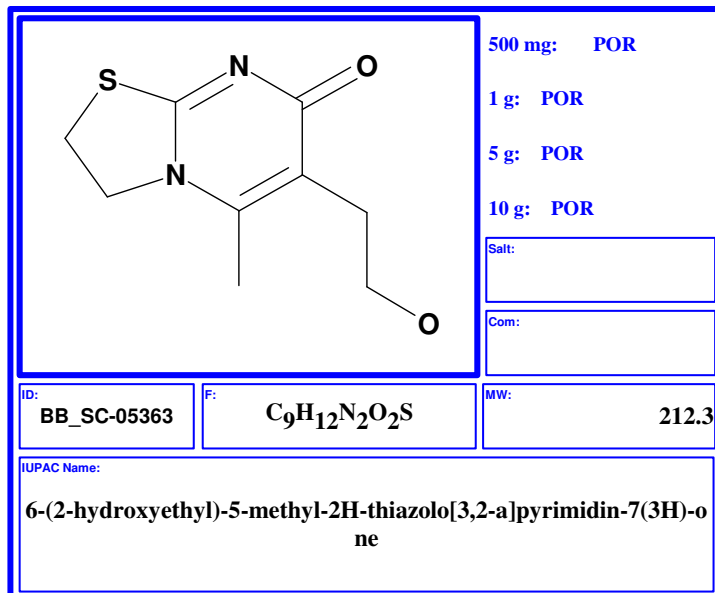 S
N
O
N
O
500 mg: POR
1 g: POR
5 g: POR
10 g: POR
Salt:
Com:
ID:
BB_SC-05363
F:
C9H12N2O2S
MW:
212.3
IUPAC Name:
6-(2-hydroxyethyl)-5-methyl-2H-thiazolo[3,2-a]pyrimidin-7(3H)-o
ne